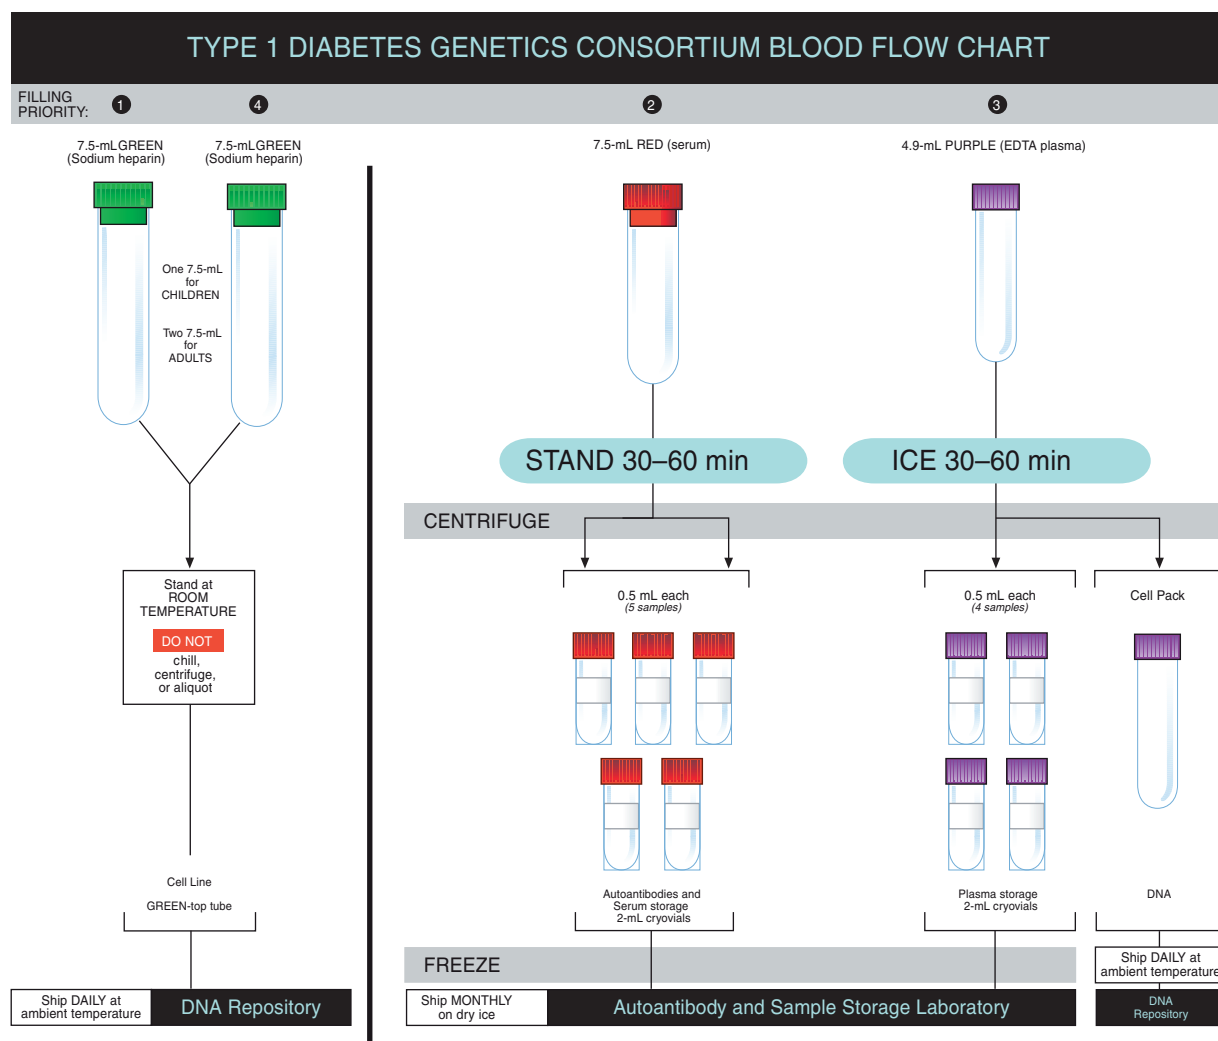 TYPE 1 DIABETES GENETICS CONSORTIUM BLOOD FLOW CHART
FILLING
PRIORITY:
1
4
2
3
7.5-mL GREEN
(Sodium heparin)
7.5-mL GREEN
(Sodium heparin)
7.5-mL RED (serum)
4.9-mL PURPLE (EDTA plasma)
One 7.5-mL
for
CHILDREN
Two 7.5-mL
for
ADULTS
STAND 30–60 min
ICE 30–60 min
CENTRIFUGE
Stand at
ROOM
TEMPERATURE
DO NOT
chill,
centrifuge,
or aliquot
0.5 mL each
(5 samples)
0.5 mL each
(4 samples)
Cell Pack
Cell Line
GREEN-top tube
Autoantibodies and
Serum storage
2-mL cryovials
Plasma storage
2-mL cryovials
DNA
FREEZE
Ship DAILY at
ambient temperature
Ship DAILY at
ambient temperature
DNA Repository
Ship MONTHLY
on dry ice
Autoantibody and Sample Storage Laboratory
DNA
Repository